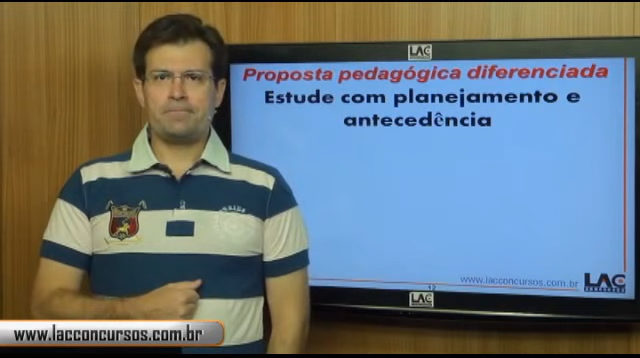 LAC
Proposta pedagógica diferenciada
Estude com planejamento e
antecedência
www.lacconcursos.com.br
LAC
LAC
www.lacconcursos.com.br